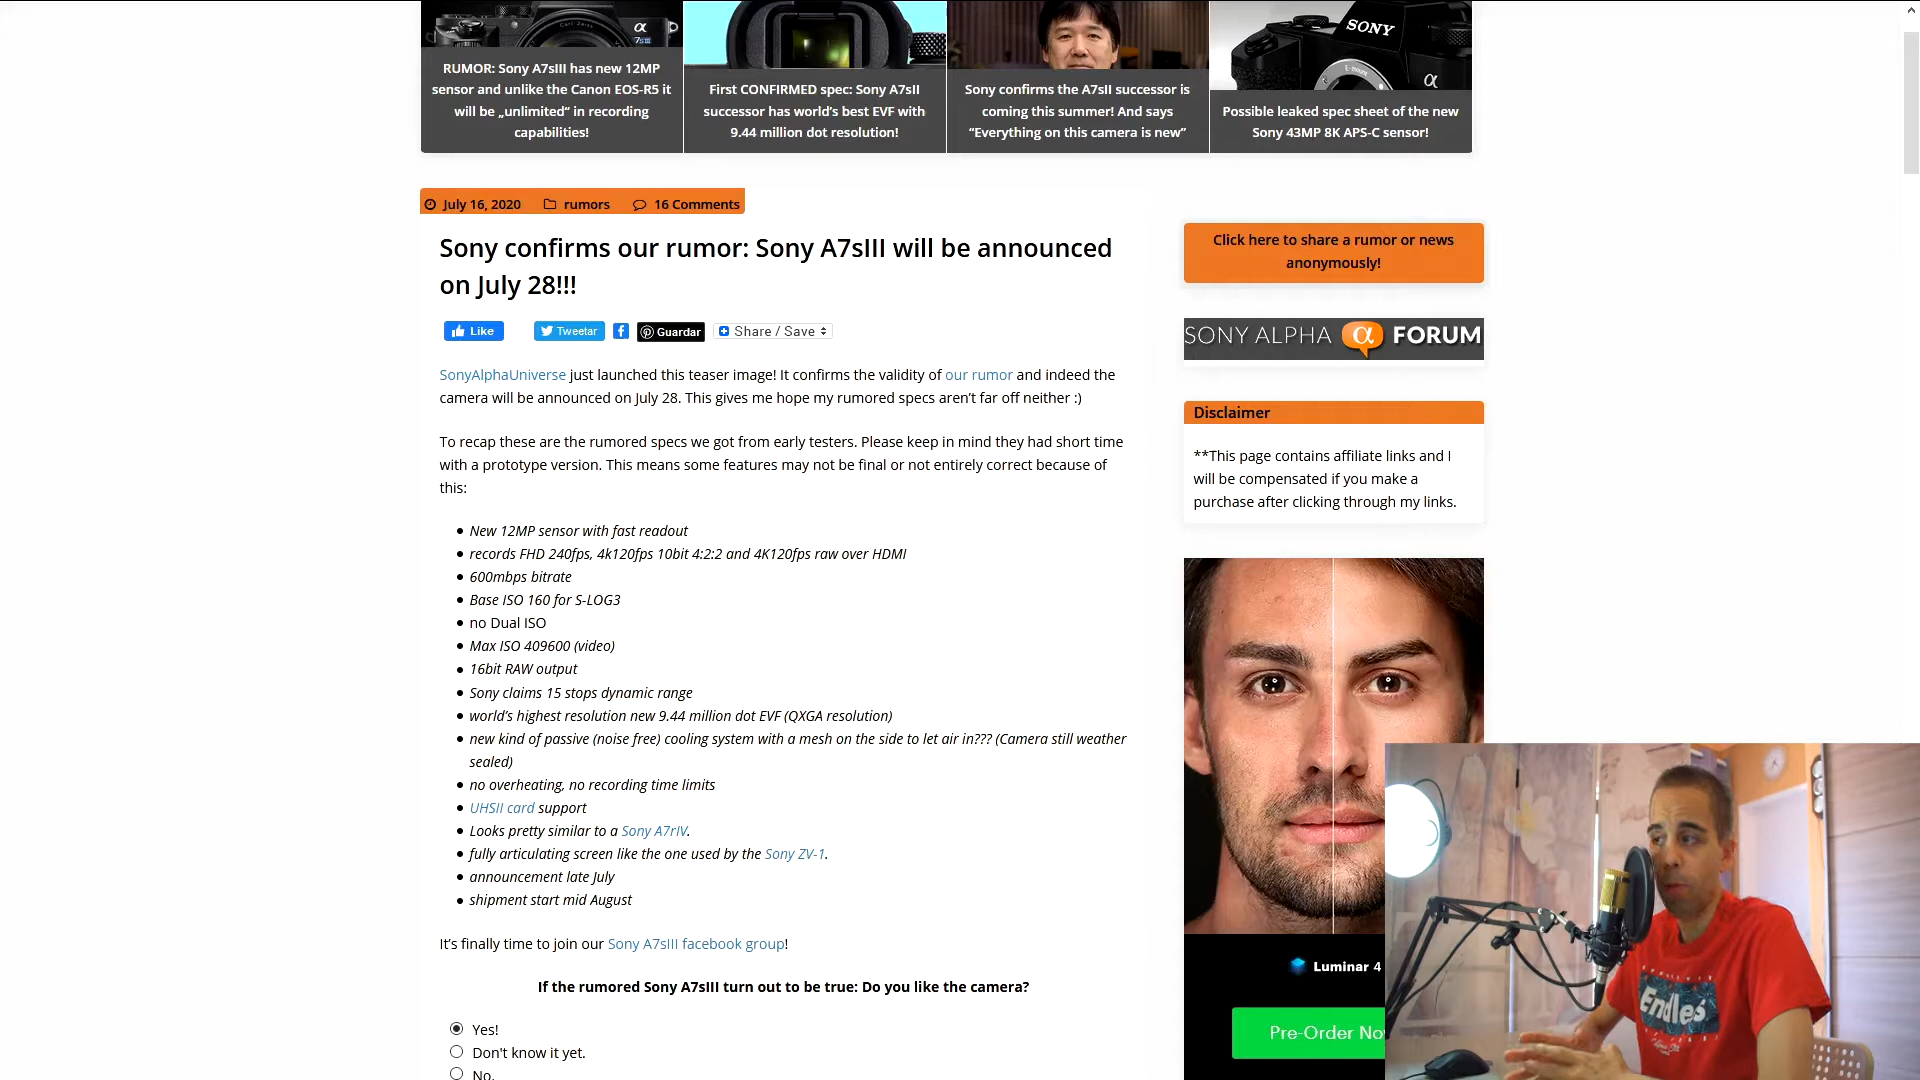 Carl Zeiss
α
7SIII
SONY
E-mount
α
RUMOR: Sony A7sIII has new 12MP
sensor and unlike the Canon EOS-R5 it
will be „unlimited“ in recording
capabilities!
First CONFIRMED spec: Sony A7sII
successor has world’s best EVF with
9.44 million dot resolution!
Sony confirms the A7sII successor is
coming this summer! And says
“Everything on this camera is new”
Possible leaked spec sheet of the new
Sony 43MP 8K APS-C sensor!
July 16, 2020 rumors 16 Comments
Sony confirms our rumor: Sony A7sIII will be announced
on July 28!!!
Like Tweetar Guardar Share / Save
SonyAlphaUniverse just launched this teaser image! It confirms the validity of our rumor and indeed the
camera will be announced on July 28. This gives me hope my rumored specs aren’t far off neither :)
To recap these are the rumored specs we got from early testers. Please keep in mind they had short time
with a prototype version. This means some features may not be final or not entirely correct because of
this:
New 12MP sensor with fast readout
records FHD 240fps, 4k120fps 10bit 4:2:2 and 4K120fps raw over HDMI
600mbps bitrate
Base ISO 160 for S-LOG3
no Dual ISO
Max ISO 409600 (video)
16bit RAW output
Sony claims 15 stops dynamic range
world’s highest resolution new 9.44 million dot EVF (QXGA resolution)
new kind of passive (noise free) cooling system with a mesh on the side to let air in??? (Camera still weather
sealed)
no overheating, no recording time limits
UHSII card support
Looks pretty similar to a Sony A7rIV.
fully articulating screen like the one used by the Sony ZV-1.
announcement late July
shipment start mid August
It’s finally time to join our Sony A7sIII facebook group!
If the rumored Sony A7sIII turn out to be true: Do you like the camera?
Yes!
Don't know it yet.
No.
Click here to share a rumor or news
anonymously!
SONY ALPHA α FORUM
Disclaimer
**This page contains affiliate links and I
will be compensated if you make a
purchase after clicking through my links.
Luminar 4
Pre-Order No
Endles